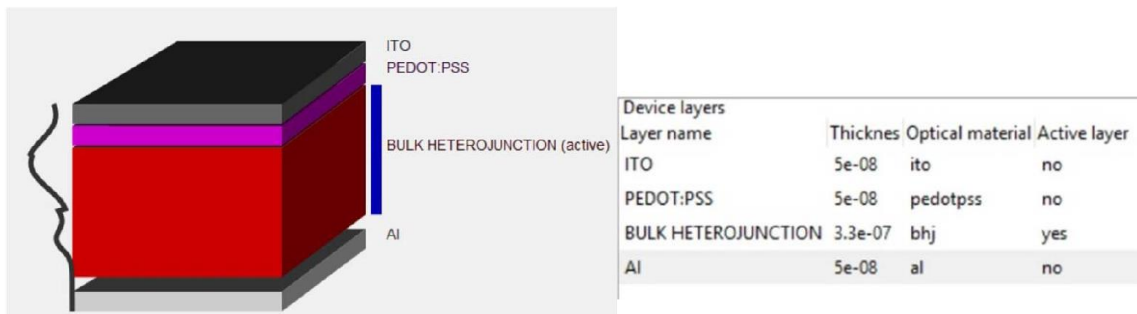 ITO
PEDOT:PSS
BULK HETEROJUNCTION (active)
Al
Device layers
Layer name Thicknes Optical material Active layer
ITO 5e-08 ito no
PEDOT:PSS 5e-08 pedotpss no
BULK HETEROJUNCTION 3.3e-07 bhj yes
Al 5e-08 al no